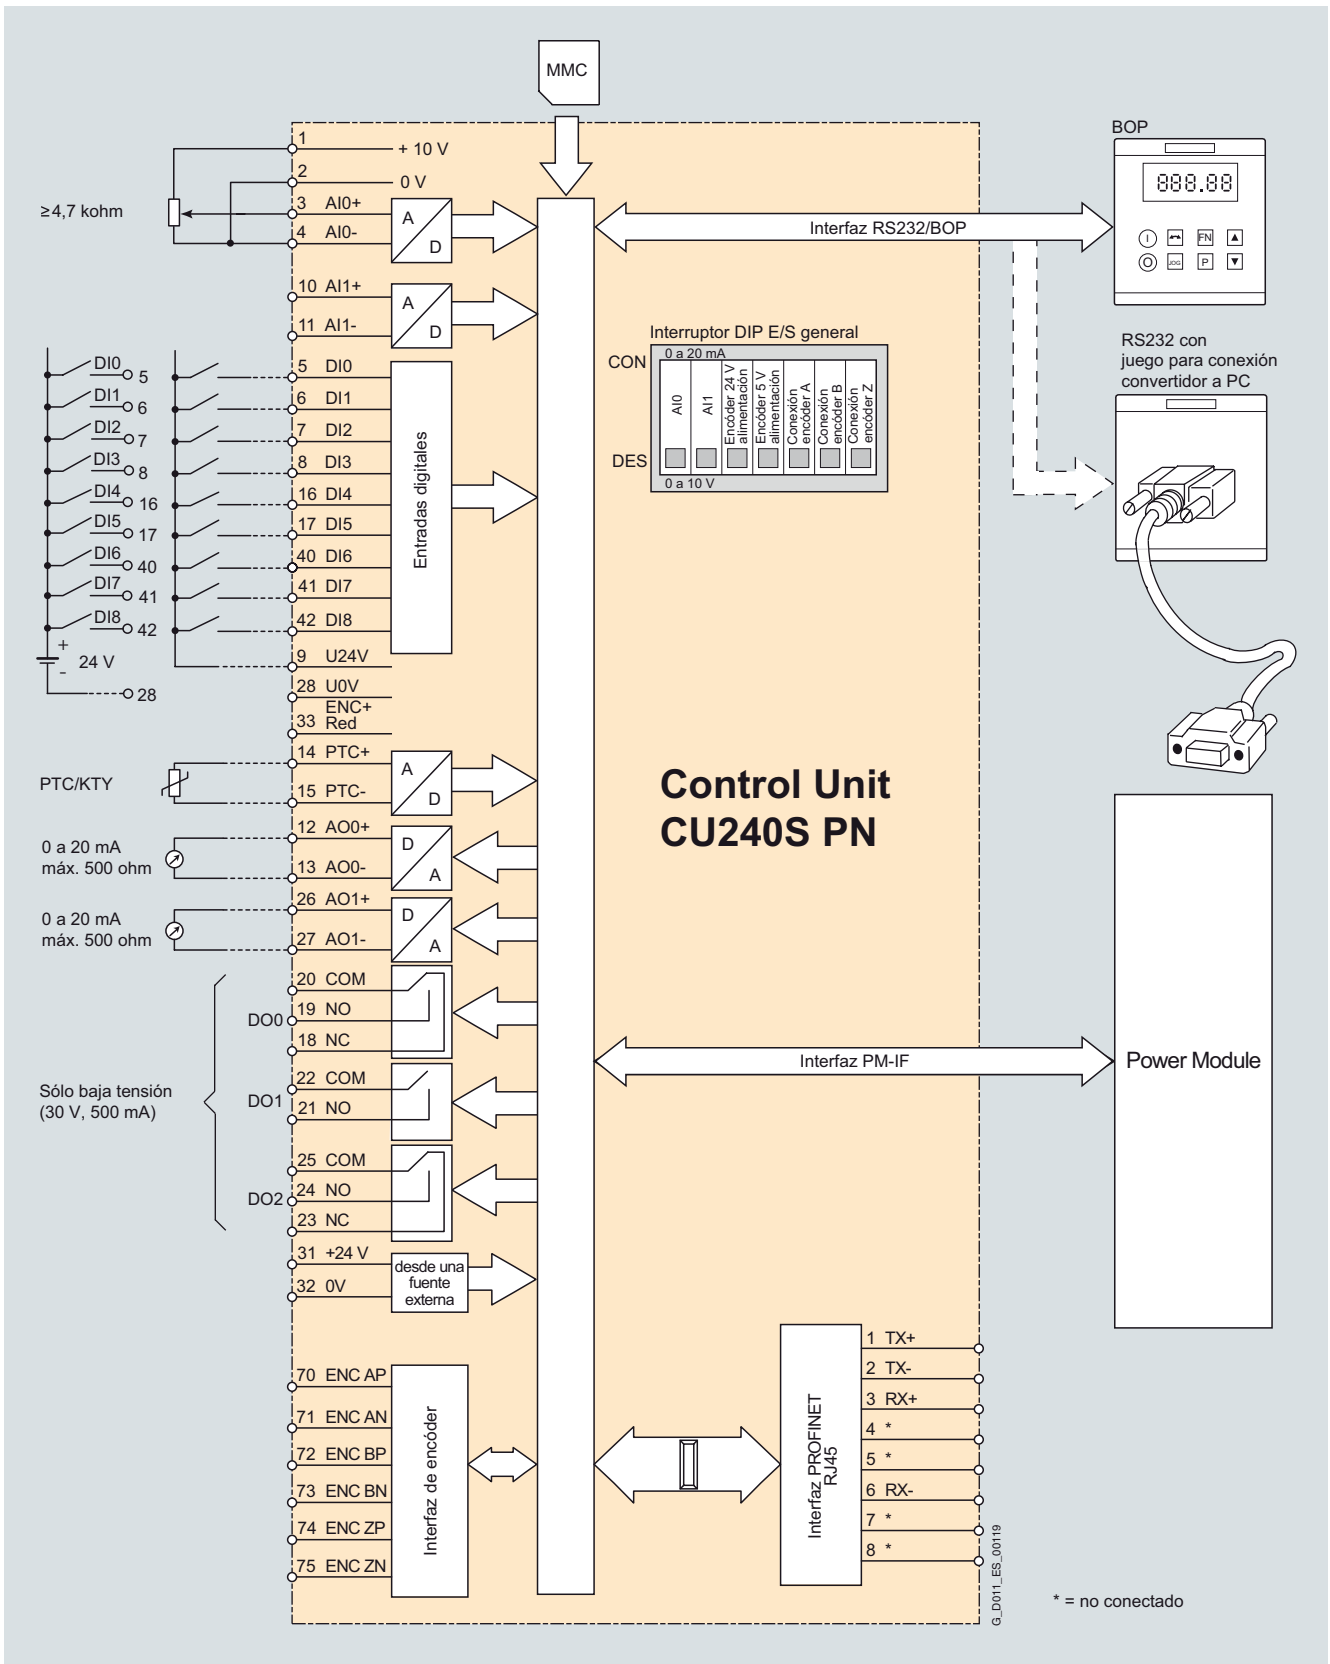 MMC
1
+ 10 V
2
0 V
≥4,7 kohm
3 AI0+
4 AI0-
A
D
10 AI1+
11 AI1-
A
D
Interfaz RS232/BOP
BOP
888.88
I
FN
O
JOG
P
RS232 con
juego para conexión
convertidor a PC
Interruptor DIP E/S general
CON
0 a 20 mA
AI0
AI1
Encóder 24 V
alimentación
Encóder 5 V
alimentación
Conexión
encóder A
Conexión
encóder B
Conexión
encóder Z
DES
0 a 10 V
DI0 5
DI1 6
DI2 7
DI3 8
DI4 16
DI5 17
DI6 40
DI7 41
DI8 42
+
24 V
-
28
5 DI0
6 DI1
7 DI2
8 DI3
16 DI4
17 DI5
40 DI6
41 DI7
42 DI8
Entradas digitales
9 U24V
28 U0V
ENC+
33 Red
PTC/KTY
14 PTC+
15 PTC-
A
D
Control Unit
CU240S PN
0 a 20 mA
máx. 500 ohm
12 AO0+
13 AO0-
D
A
0 a 20 mA
máx. 500 ohm
26 AO1+
27 AO1-
D
A
20 COM
DO0
19 NO
18 NC
Sólo baja tensión
(30 V, 500 mA)
22 COM
DO1
21 NO
25 COM
DO2
24 NO
23 NC
Interfaz PM-IF
Power Module
31 +24 V
32 0V
desde una
fuente
externa
70 ENC AP
71 ENC AN
72 ENC BP
73 ENC BN
74 ENC ZP
75 ENC ZN
Interfaz de encóder
Interfaz PROFINET
RJ45
1 TX+
2 TX-
3 RX+
4 *
5 *
6 RX-
7 *
8 *
G_D011_ES_00119
* = no conectado